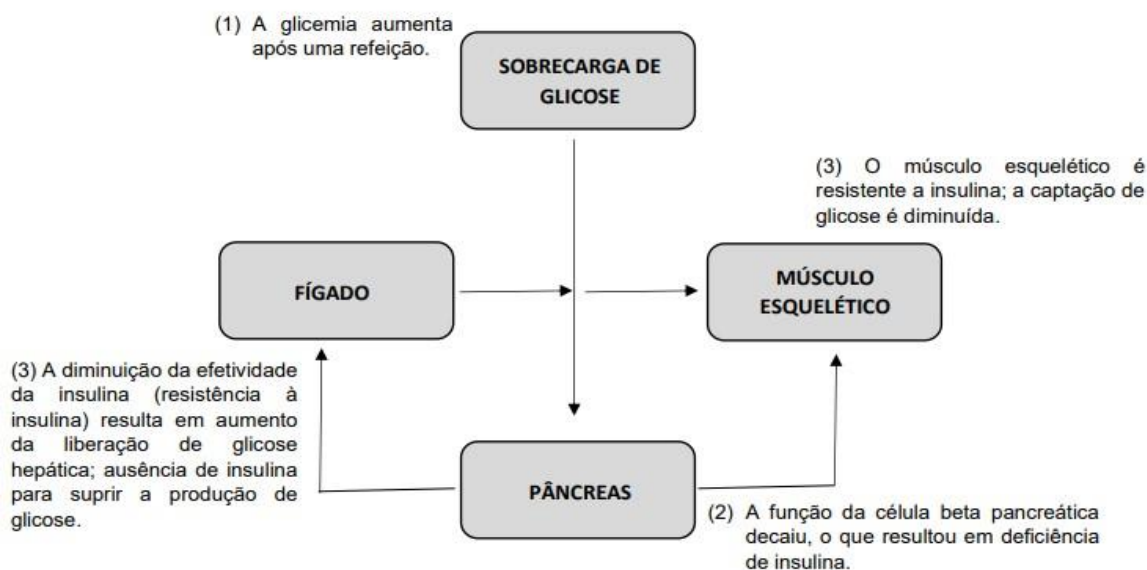 (1) A glicemia aumenta
após uma refeição.
SOBRECARGA DE
GLICOSE
(3) O músculo esquelético é
resistente a insulina; a captação de
glicose é diminuída.
FÍGADO
MÚSCULO
ESQUELÉTICO
(3) A diminuição da efetividade
da insulina (resistência à
insulina) resulta em aumento
da liberação de glicose
hepática; ausência de insulina
para suprir a produção de
glicose.
PÂNCREAS
(2) A função da célula beta pancreática
decaiu, o que resultou em deficiência
de insulina.